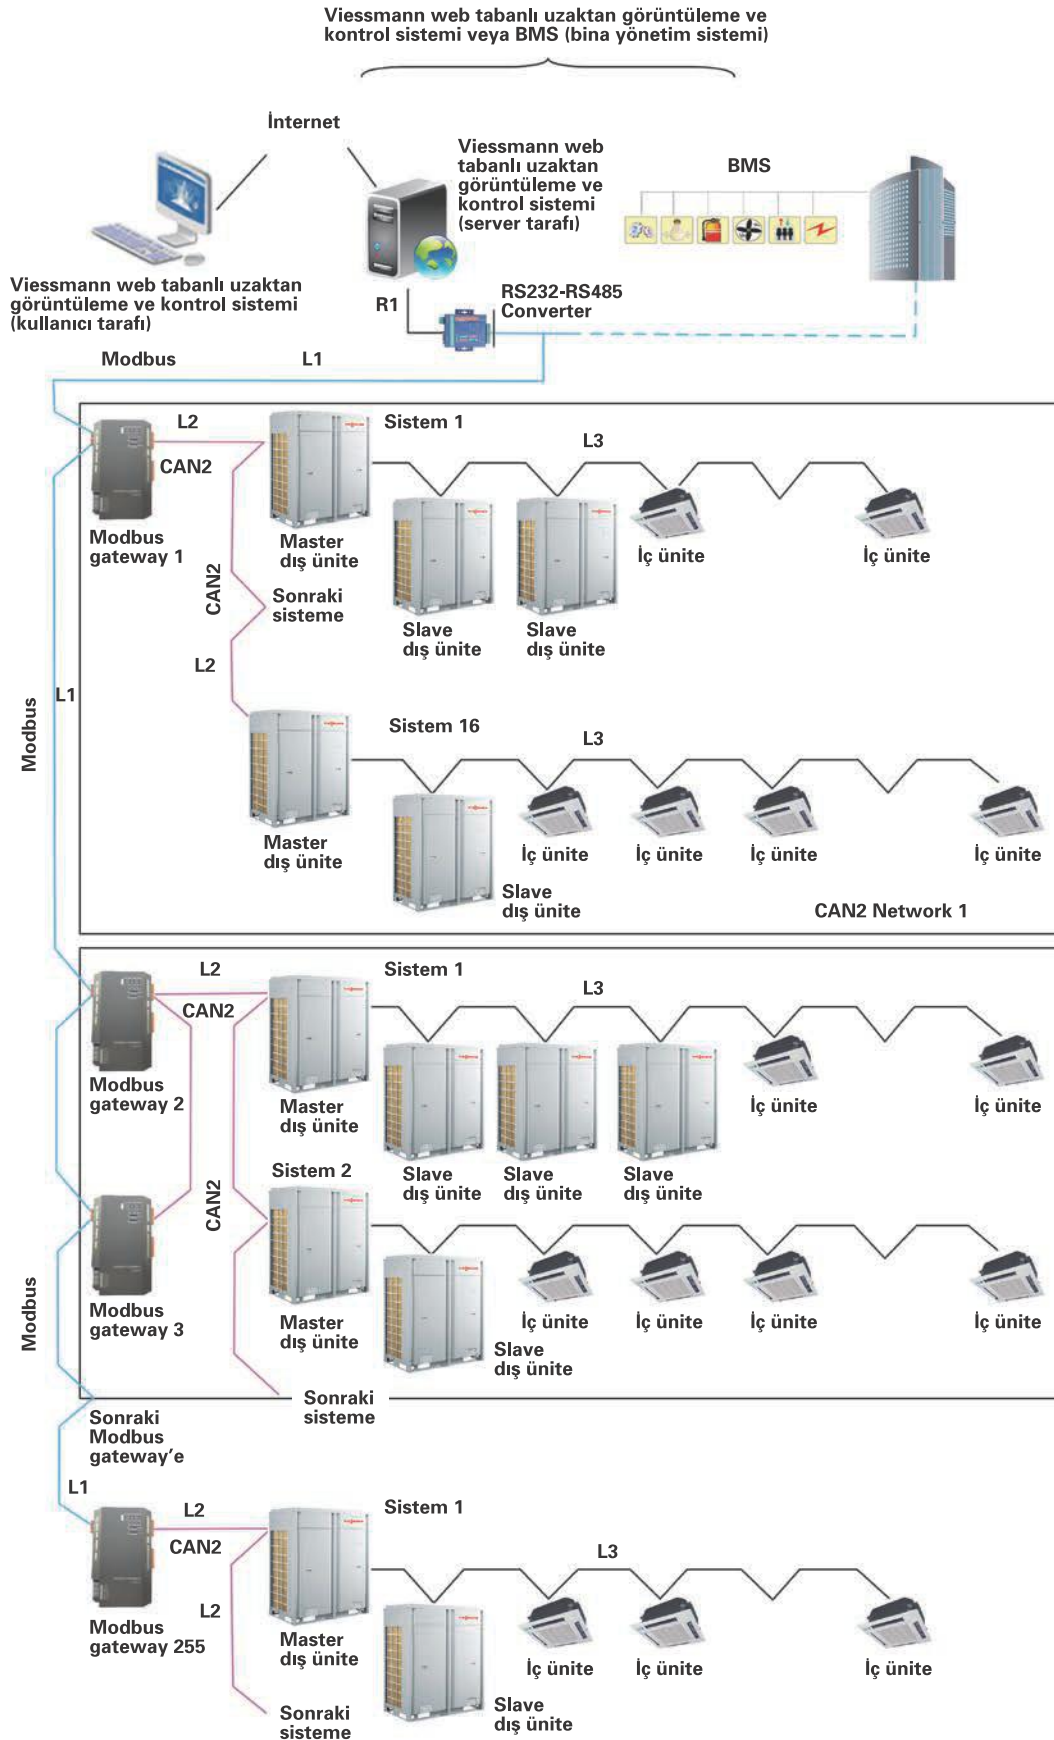 Viessmann web tabanlı uzaktan görüntüleme ve
kontrol sistemi veya BMS (bina yönetim sistemi)
İnternet
Viessmann web
tabanlı uzaktan
görüntüleme ve
kontrol sistemi
(server tarafı)
BMS
Viessmann web tabanlı uzaktan
görüntüleme ve kontrol sistemi
(kullanıcı tarafı)
R1
RS232-RS485
Converter
Modbus
L1
L2
CAN2
Sistem 1
L3
Modbus
gateway 1
Master
dış ünite
İç ünite
İç ünite
CAN2
Sonraki
sisteme
Slave
dış ünite
Slave
dış ünite
L2
L1
Modbus
Sistem 16
L3
Master
dış ünite
İç ünite
İç ünite
İç ünite
İç ünite
Slave
dış ünite
CAN2 Network 1
L2
CAN2
Sistem 1
L3
Modbus
gateway 2
Master
dış ünite
İç ünite
İç ünite
Slave
dış ünite
Slave
dış ünite
Slave
dış ünite
Sistem 2
CAN2
Modbus
Modbus
gateway 3
Master
dış ünite
İç ünite
İç ünite
İç ünite
İç ünite
Slave
dış ünite
Sonraki
sisteme
Sonraki
Modbus
gateway'e
L1
L2
CAN2
Sistem 1
L3
L2
Modbus
gateway 255
Master
dış ünite
İç ünite
İç ünite
İç ünite
Slave
dış ünite
Sonraki
sisteme